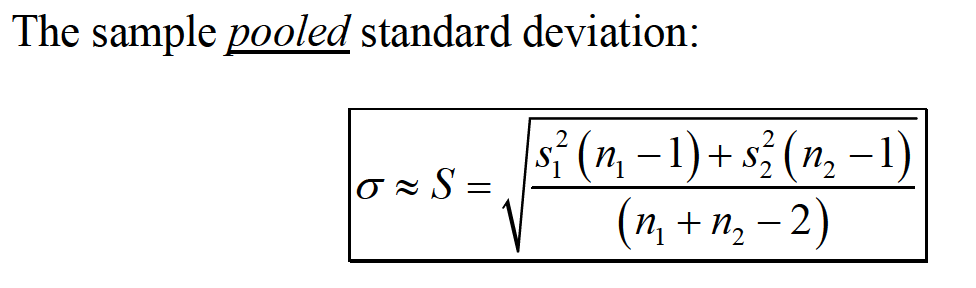 The sample pooled standard deviation:
σ ≈ S = √((s₁²(n₁ − 1) + s₂²(n₂ − 1)) / (n₁ + n₂ − 2))